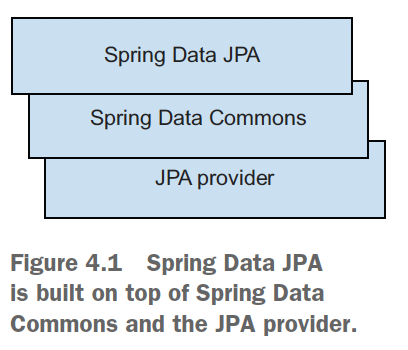 Spring Data JPA
Spring Data Commons
JPA provider
Figure 4.1 Spring Data JPA
is built on top of Spring Data
Commons and the JPA provider.